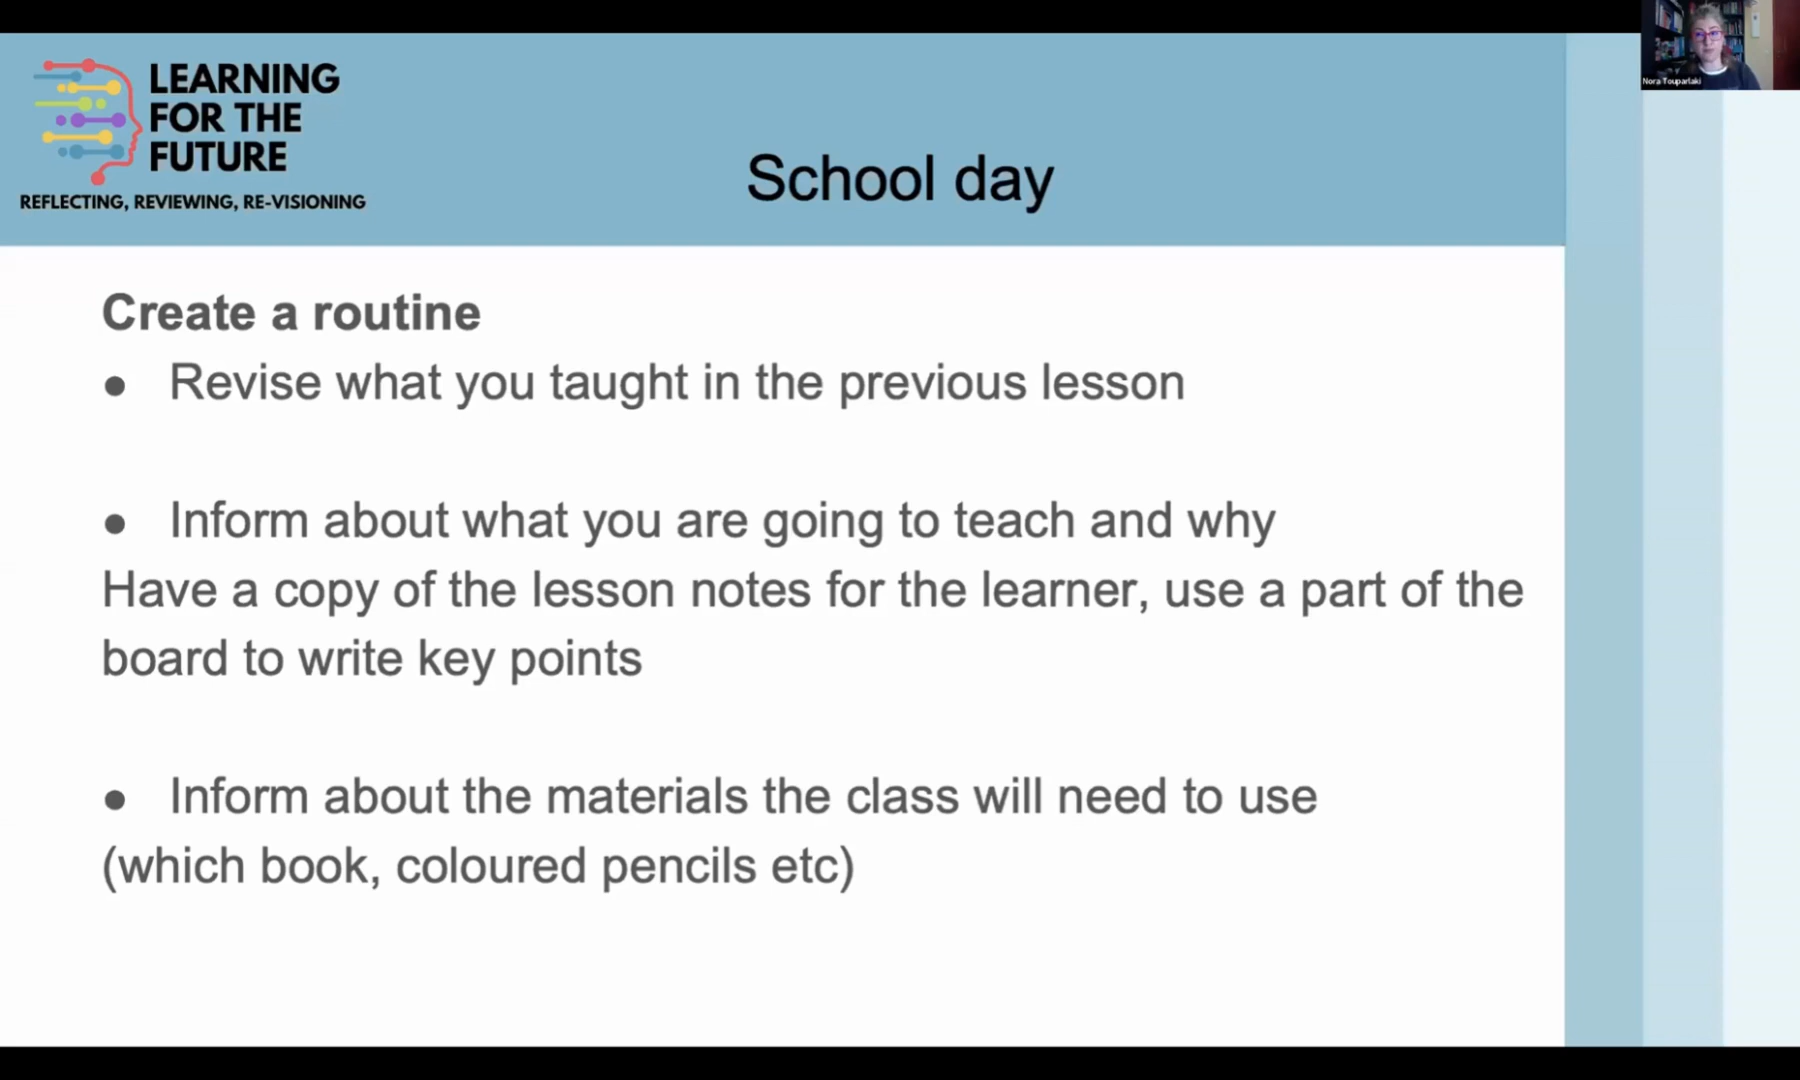 Nora Touparlaki
LEARNING
FOR THE
FUTURE
REFLECTING, REVIEWING, RE-VISIONING
School day
Create a routine
● Revise what you taught in the previous lesson
● Inform about what you are going to teach and why
Have a copy of the lesson notes for the learner, use a part of the
board to write key points
● Inform about the materials the class will need to use
(which book, coloured pencils etc)